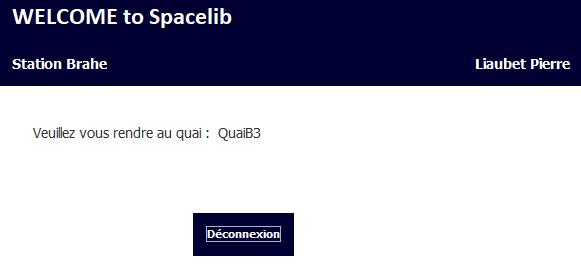 WELCOME to Spacelib
Station Brahe
Liaubet Pierre
Veuillez vous rendre au quai : QuaiB3
Déconnexion